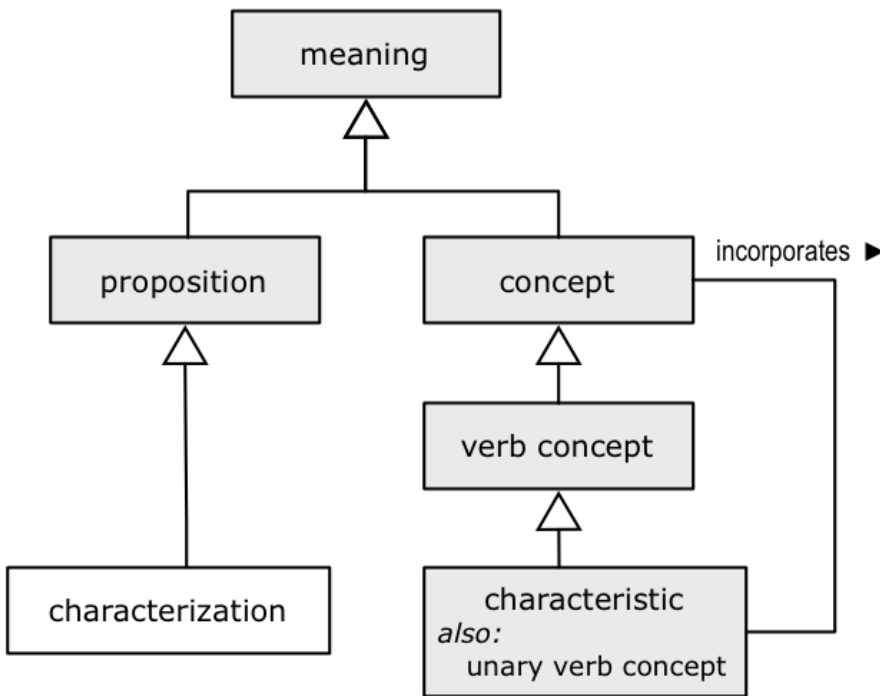 meaning
proposition
concept
incorporates ►
verb concept
characterization
characteristic
also:
unary verb concept